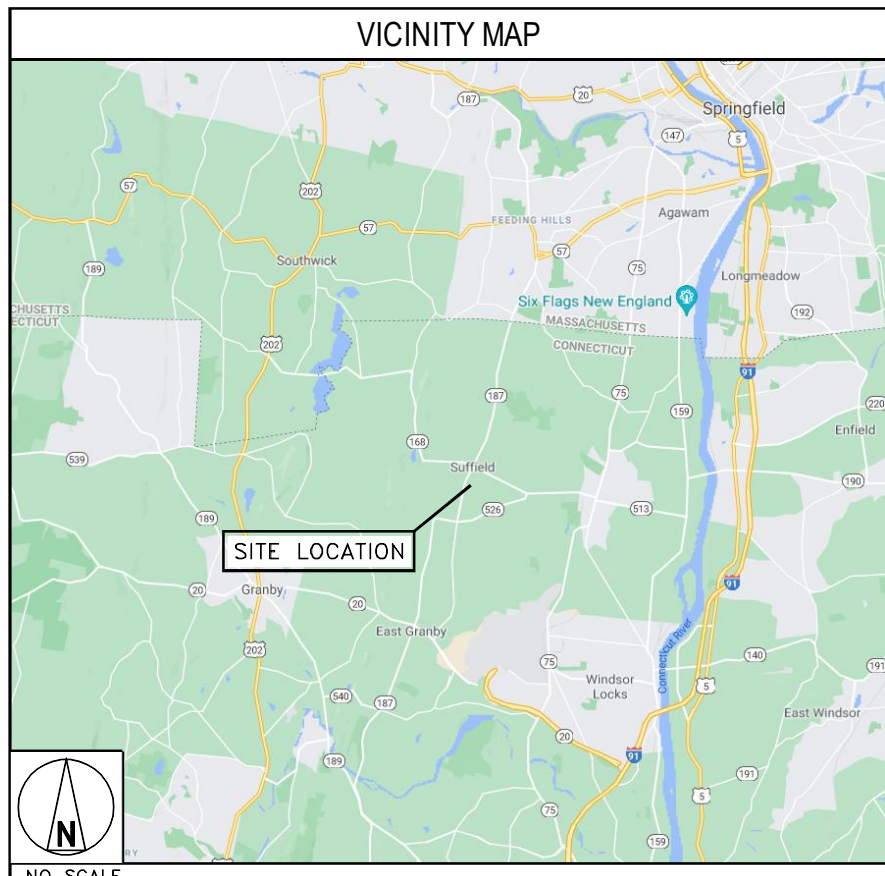 VICINITY MAP
187
20
Springfield
147
5
57
202
Agawam
FEEDING HILLS
57
57
Southwick
75
189
Longmeadow
Six Flags New England
192
CHUSETTS
ECTICUT
MASSACHUSETTS
CONNECTICUT
202
91
75
187
159
220
168
Enfield
539
Suffield
190
526
513
189
SITE LOCATION
91
20
Granby
20
East Granby
Connecticut River
202
140
75
191
Windsor
Locks
5
540
187
East Windsor
20
189
91
191
5
75
159
N
RY
NO SCALE